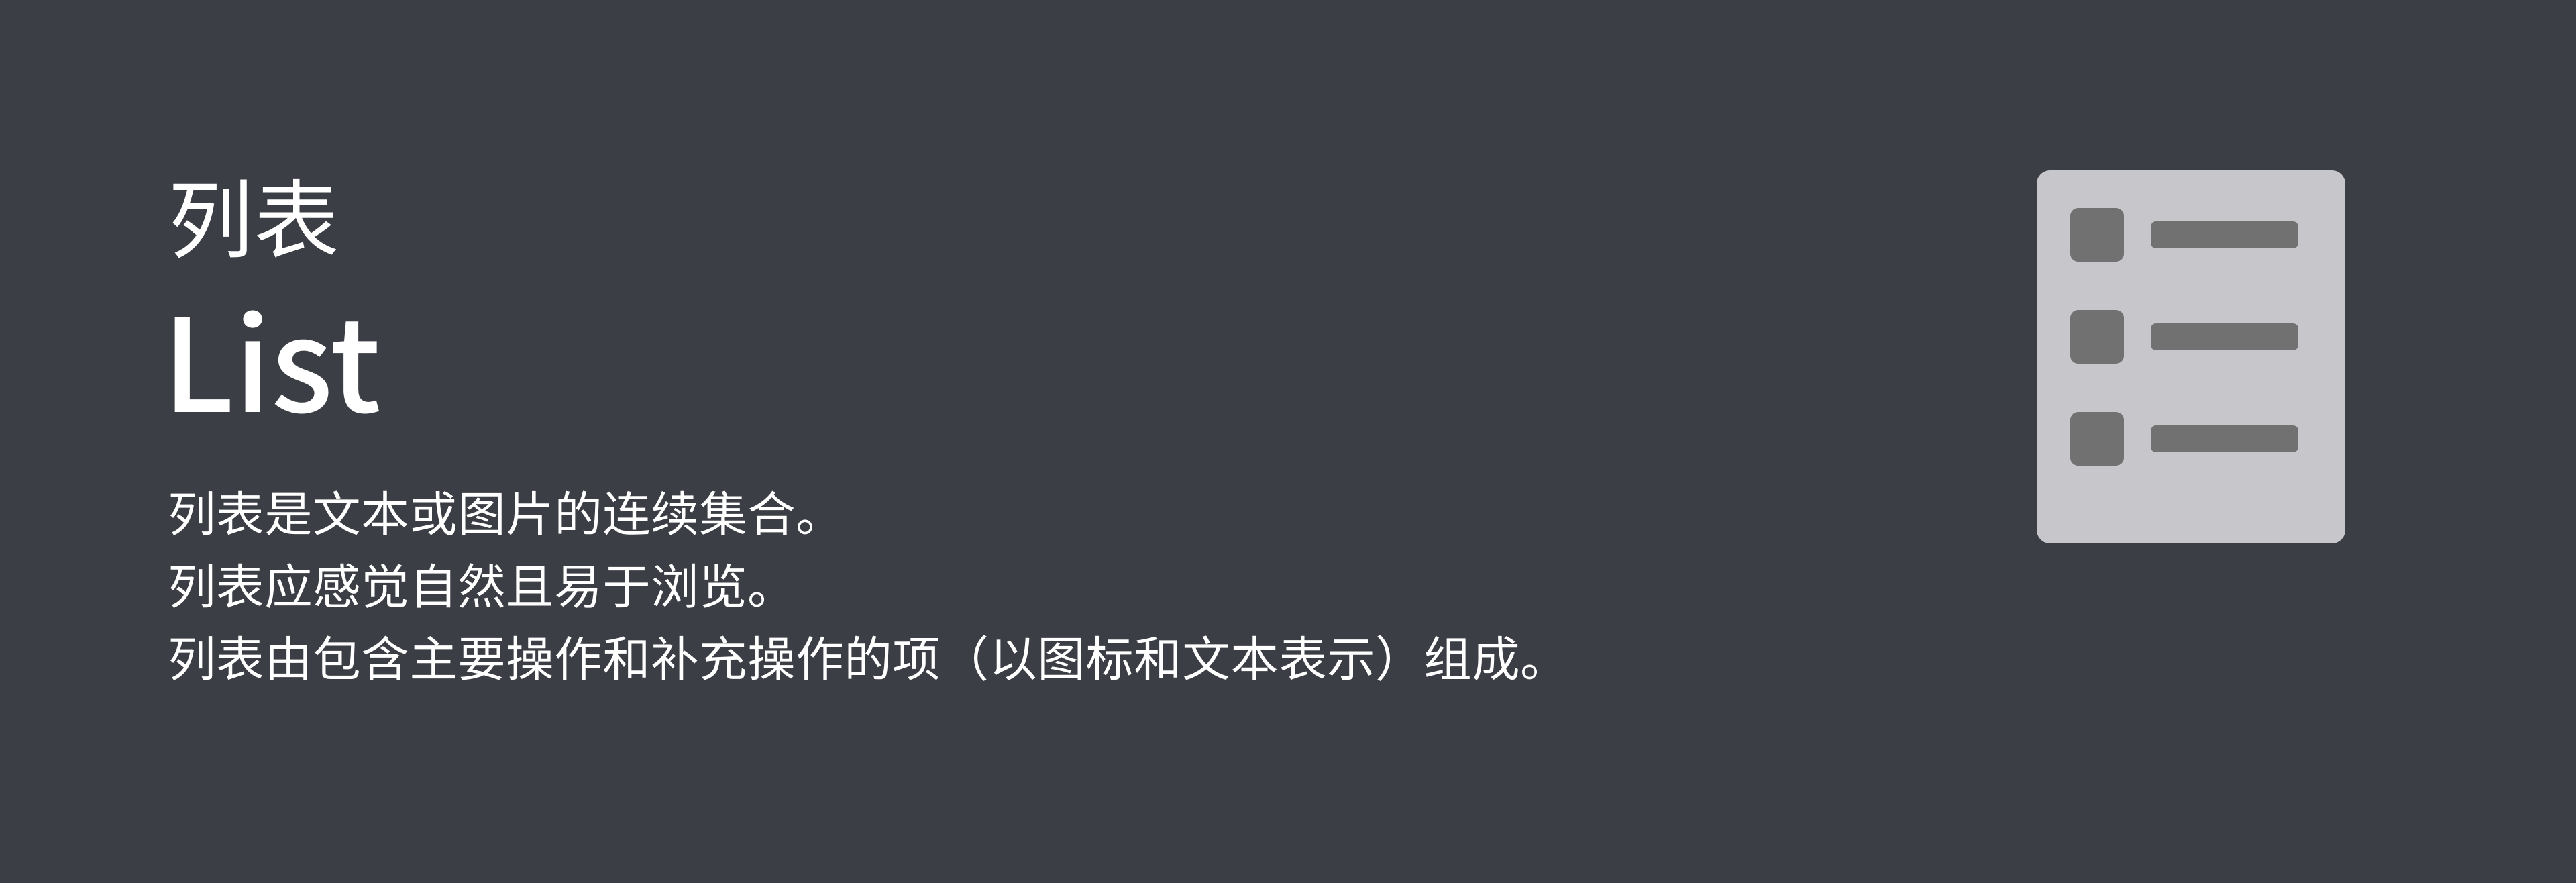 列表
List
列表是文本或图片的连续集合。
列表应感觉自然且易于浏览。
列表由包含主要操作和补充操作的项（以图标和文本表示）组成。